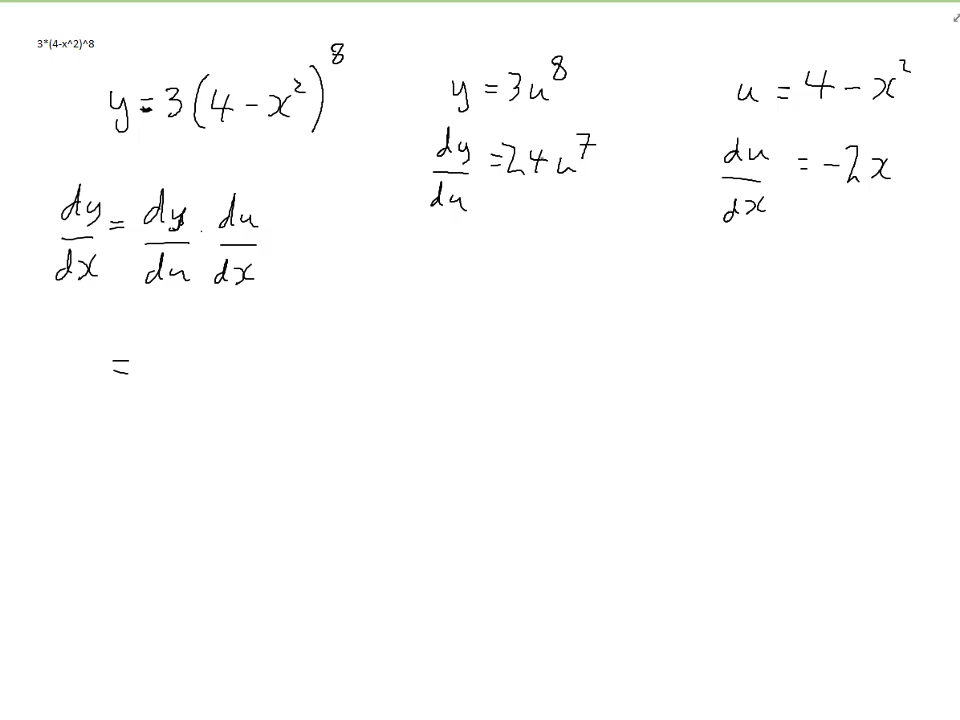 3*(4-x^2)^8
y = 3(4 - x²)⁸
y = 3u⁸
u = 4 - x²
dy/du = 24u⁷
du/dx = -2x
dy/dx = dy/du · du/dx
=